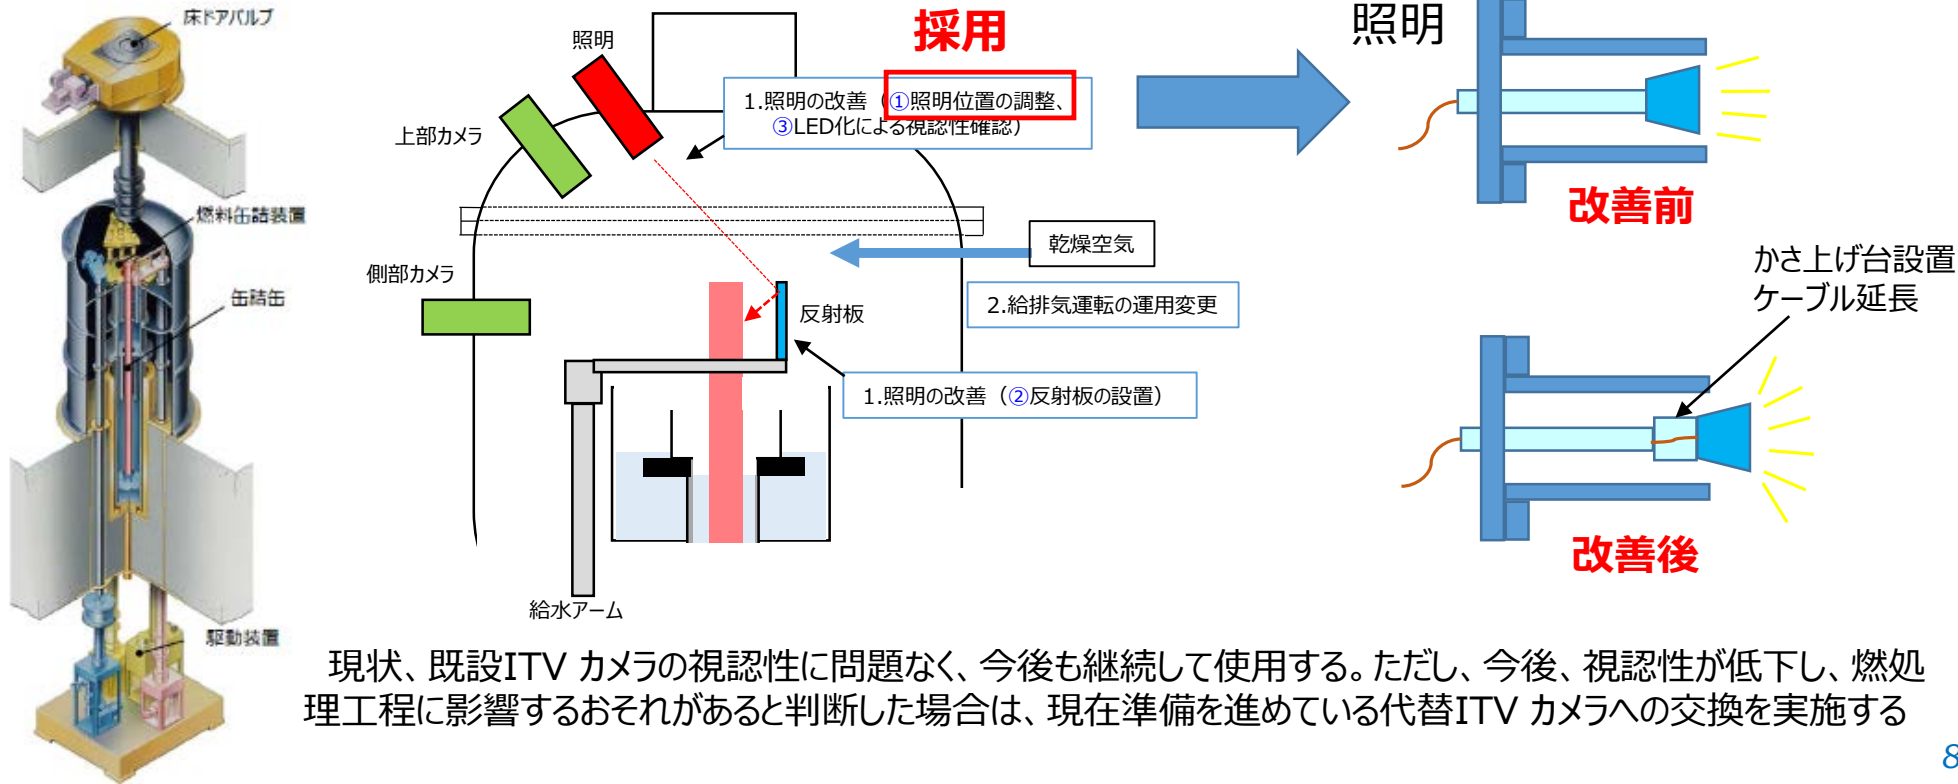 床ドアバルブ
燃料缶詰装置
缶詰缶
駆動装置
採用
照明
1.照明の改善（①照明位置の調整、
③LED化による視認性確認）
上部カメラ
側部カメラ
乾燥空気
2.給排気運転の運用変更
反射板
1.照明の改善（②反射板の設置）
給水アーム
照明
改善前
かさ上げ台設置
ケーブル延長
改善後
現状、既設ITV カメラの視認性に問題なく、今後も継続して使用する。ただし、今後、視認性が低下し、燃処
理工程に影響するおそれがあると判断した場合は、現在準備を進めている代替ITV カメラへの交換を実施する
8